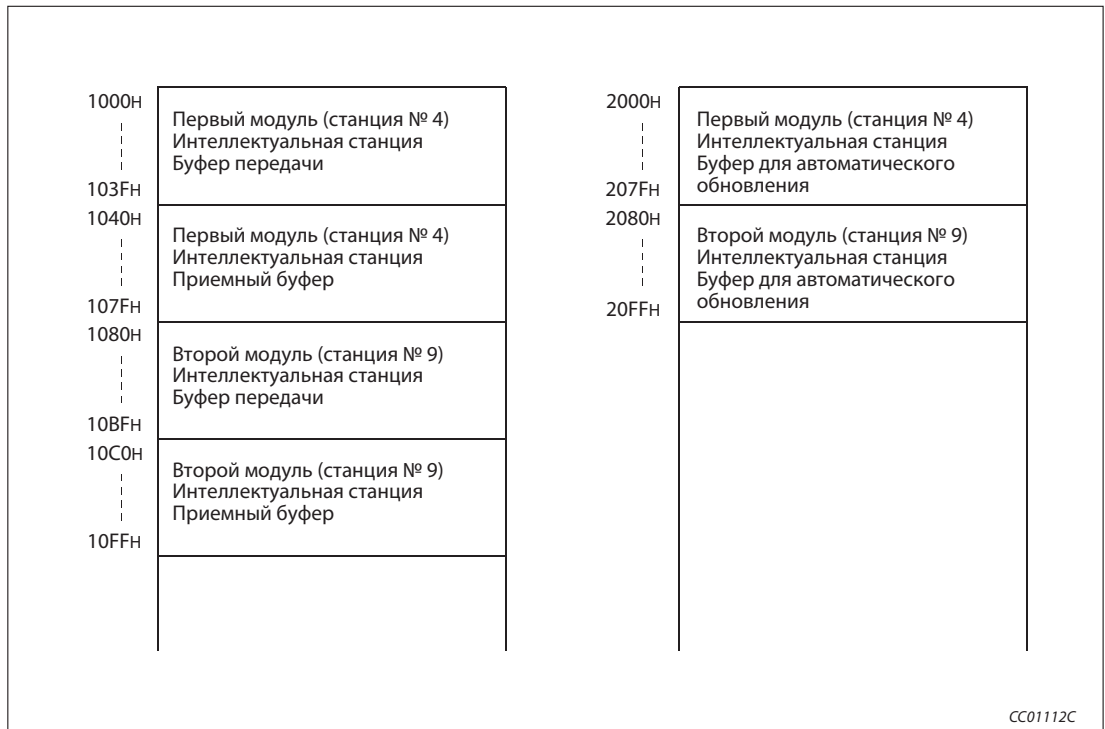 1000H
Первый модуль (станция № 4)
Интеллектуальная станция
Буфер передачи
103FH
1040H
Первый модуль (станция № 4)
Интеллектуальная станция
Приемный буфер
107FH
1080H
Второй модуль (станция № 9)
Интеллектуальная станция
Буфер передачи
10BFH
10C0H
Второй модуль (станция № 9)
Интеллектуальная станция
Приемный буфер
10FFH
2000H
Первый модуль (станция № 4)
Интеллектуальная станция
Буфер для автоматического
обновления
207FH
2080H
Второй модуль (станция № 9)
Интеллектуальная станция
Буфер для автоматического
обновления
20FFH
CC01112C